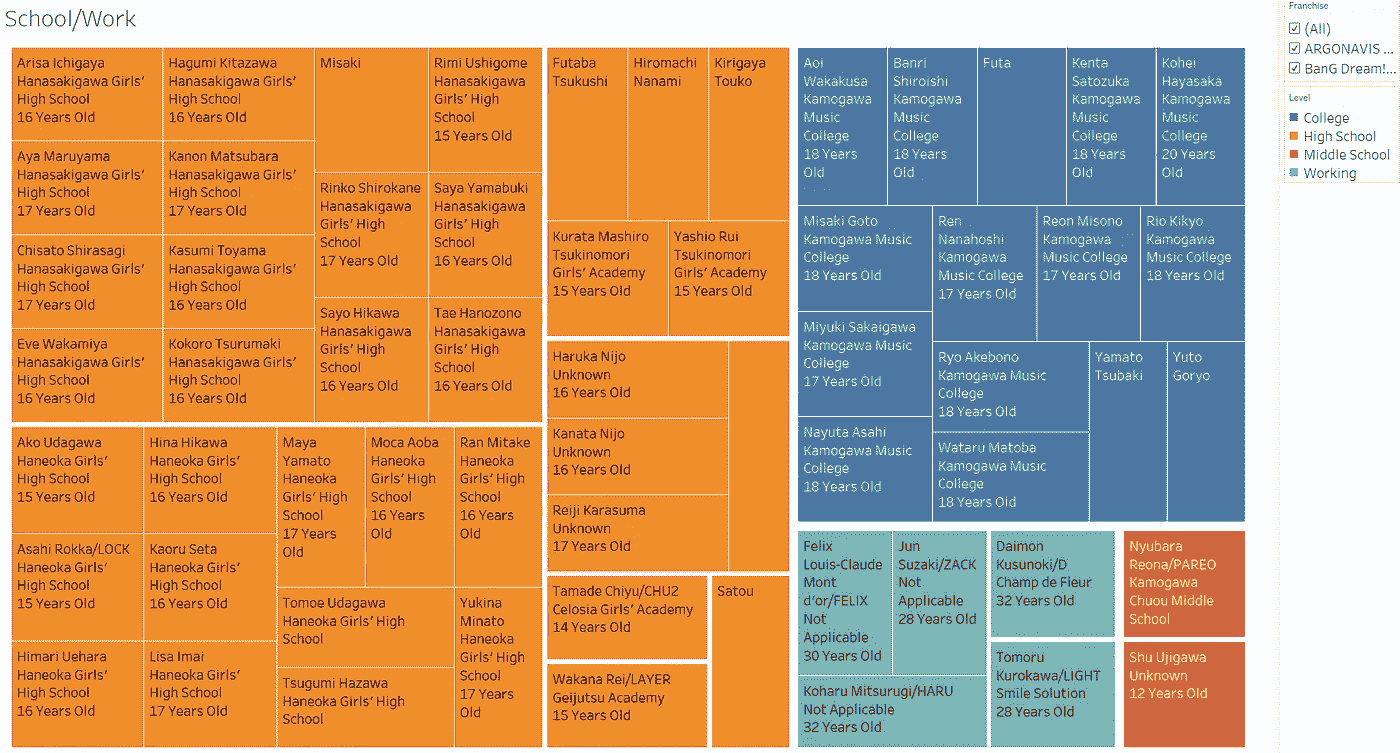 School/Work
Arisa Ichigaya
Hanasakigawa Girls'
High School
16 Years Old
Hagumi Kitazawa
Hanasakigawa Girls'
High School
16 Years Old
Misaki
Rimi Ushigome
Hanasakigawa
Girls' High
School
15 Years Old
Aya Maruyama
Hanasakigawa Girls'
High School
17 Years Old
Kanon Matsubara
Hanasakigawa Girls'
High School
17 Years Old
Rinko Shirokane
Hanasakigawa
Girls' High
School
17 Years Old
Saya Yamabuki
Hanasakigawa
Girls' High
School
16 Years Old
Chisato Shirasagi
Hanasakigawa Girls'
High School
17 Years Old
Kasumi Toyama
Hanasakigawa Girls'
High School
16 Years Old
Sayo Hikawa
Hanasakigawa
Girls' High
School
16 Years Old
Tae Hanozono
Hanasakigawa
Girls' High
School
16 Years Old
Eve Wakamiya
Hanasakigawa Girls'
High School
16 Years Old
Kokoro Tsurumaki
Hanasakigawa Girls'
High School
16 Years Old
Ako Udagawa
Haneoka Girls'
High School
15 Years Old
Hina Hikawa
Haneoka Girls'
High School
16 Years Old
Maya
Yamato
Haneoka
Girls' High
School
17 Years
Old
Moca Aoba
Haneoka
Girls' High
School
16 Years
Old
Ran Mitake
Haneoka
Girls' High
School
16 Years
Old
Asahi Rokka/LOCK
Haneoka Girls'
High School
15 Years Old
Kaoru Seta
Haneoka Girls'
High School
16 Years Old
Tomoe Udagawa
Haneoka Girls' High
School
Yukina
Minato
Haneoka
Girls' High
School
17 Years
Old
Himari Uehara
Haneoka Girls'
High School
16 Years Old
Lisa Imai
Haneoka Girls'
High School
17 Years Old
Tsugumi Hazawa
Haneoka Girls' High
School
Futaba
Tsukushi
Hiromachi
Nanami
Kirigaya
Touko
Kurata Mashiro
Tsukinomori
Girls' Academy
15 Years Old
Yashio Rui
Tsukinomori
Girls' Academy
15 Years Old
Haruka Nijo
Unknown
16 Years Old
Kanata Nijo
Unknown
16 Years Old
Reiji Karasuma
Unknown
17 Years Old
Tamade Chiyu/CHU2
Celosia Girls' Academy
14 Years Old
Satou
Wakana Rei/LAYER
Geijutsu Academy
15 Years Old
Aoi
Wakakusa
Kamogawa
Music
College
18 Years
Old
Banri
Shiroishi
Kamogawa
Music
College
18 Years
Old
Futa
Kenta
Satozuka
Kamogawa
Music
College
18 Years
Old
Kohei
Hayasaka
Kamogawa
Music
College
20 Years
Old
Misaki Goto
Kamogawa Music
College
18 Years Old
Ren
Nanahoshi
Kamogawa
Music College
17 Years Old
Reon Misono
Kamogawa
Music College
17 Years Old
Rio Kikyo
Kamogawa
Music College
18 Years Old
Miyuki Sakaigawa
Kamogawa Music
College
17 Years Old
Ryo Akebono
Kamogawa Music
College
18 Years Old
Yamato
Tsubaki
Yuto
Goryo
Nayuta Asahi
Kamogawa Music
College
18 Years Old
Wataru Matoba
Kamogawa Music
College
18 Years Old
Felix
Louis-Claude
Mont
d'or/FELIX
Not
Applicable
30 Years Old
Jun
Suzaki/ZACK
Not
Applicable
28 Years Old
Daimon
Kusunoki/D
Champ de Fleur
32 Years Old
Nyubara
Reona/PAREO
Kamogawa
Chuou Middle
School
Koharu Mitsurugi/HARU
Not Applicable
32 Years Old
Tomoru
Kurokawa/LIGHT
Smile Solution
28 Years Old
Shu Ujigawa
Unknown
12 Years Old
Franchise
(All)
ARGONAVIS ...
BanG Dream!...
Level
College
High School
Middle School
Working